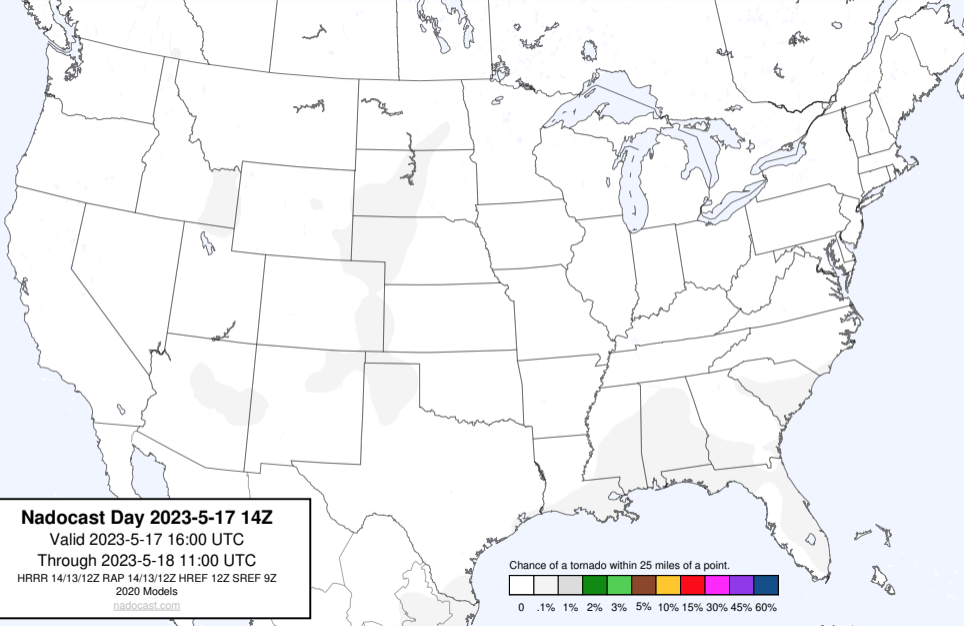 Nadocast Day 2023-5-17 14Z
Valid 2023-5-17 16:00 UTC
Through 2023-5-18 11:00 UTC
HRRR 14/13/12Z RAP 14/13/12Z HREF 12Z SREF 9Z
2020 Models
nadocast.com
Chance of a tornado within 25 miles of a point.
0 .1% 1% 2% 3% 5% 10% 15% 30% 45% 60%